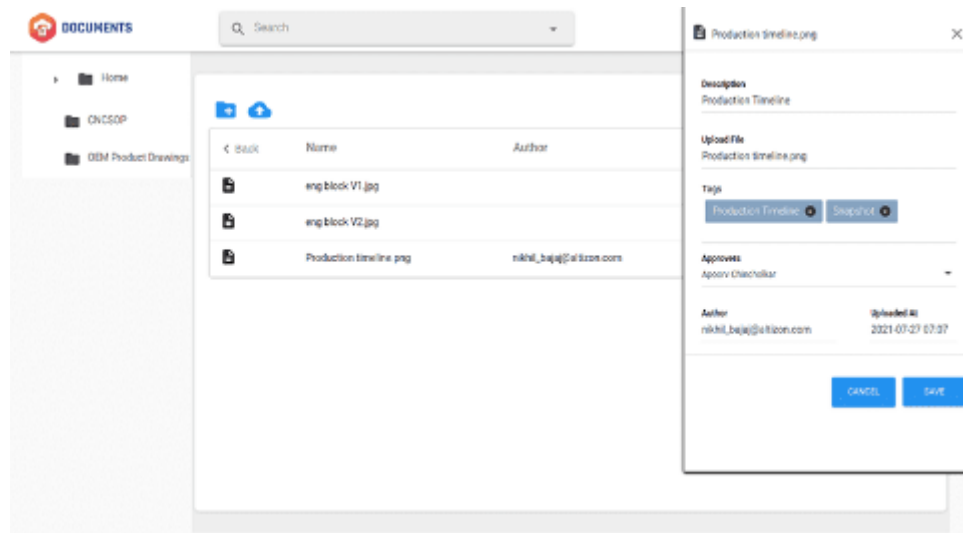 DOCUMENTS
Search
Home
CNCSOP
OEM Product Drawings
Back
Name
Author
eng block V1.jpg
eng block V2.jpg
Production timeline.png
nikhil_bajaj@altizon.com
Production timeline.png
Description
Production Timeline
Upload File
Production timeline.png
Tags
Production Timeline
Snapshot
Approvers
Apoorv Chincholkar
Author
Uploaded At
nikhil_bajaj@altizon.com
2021-07-27 07:07
CANCEL
SAVE